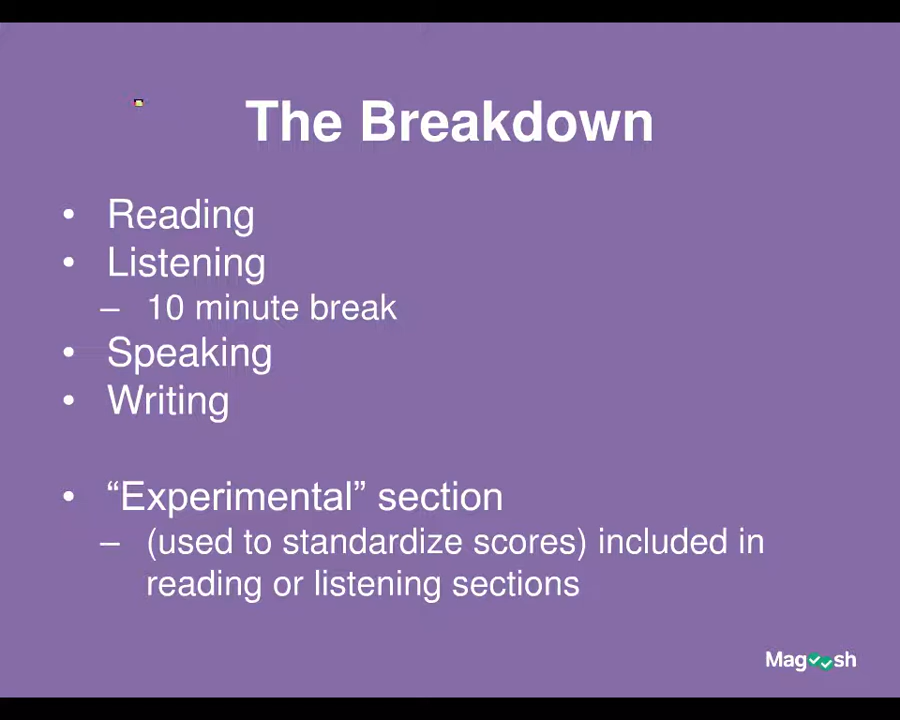 The Breakdown
• Reading
• Listening
– 10 minute break
• Speaking
• Writing
• “Experimental” section
– (used to standardize scores) included in
reading or listening sections
Magoosh